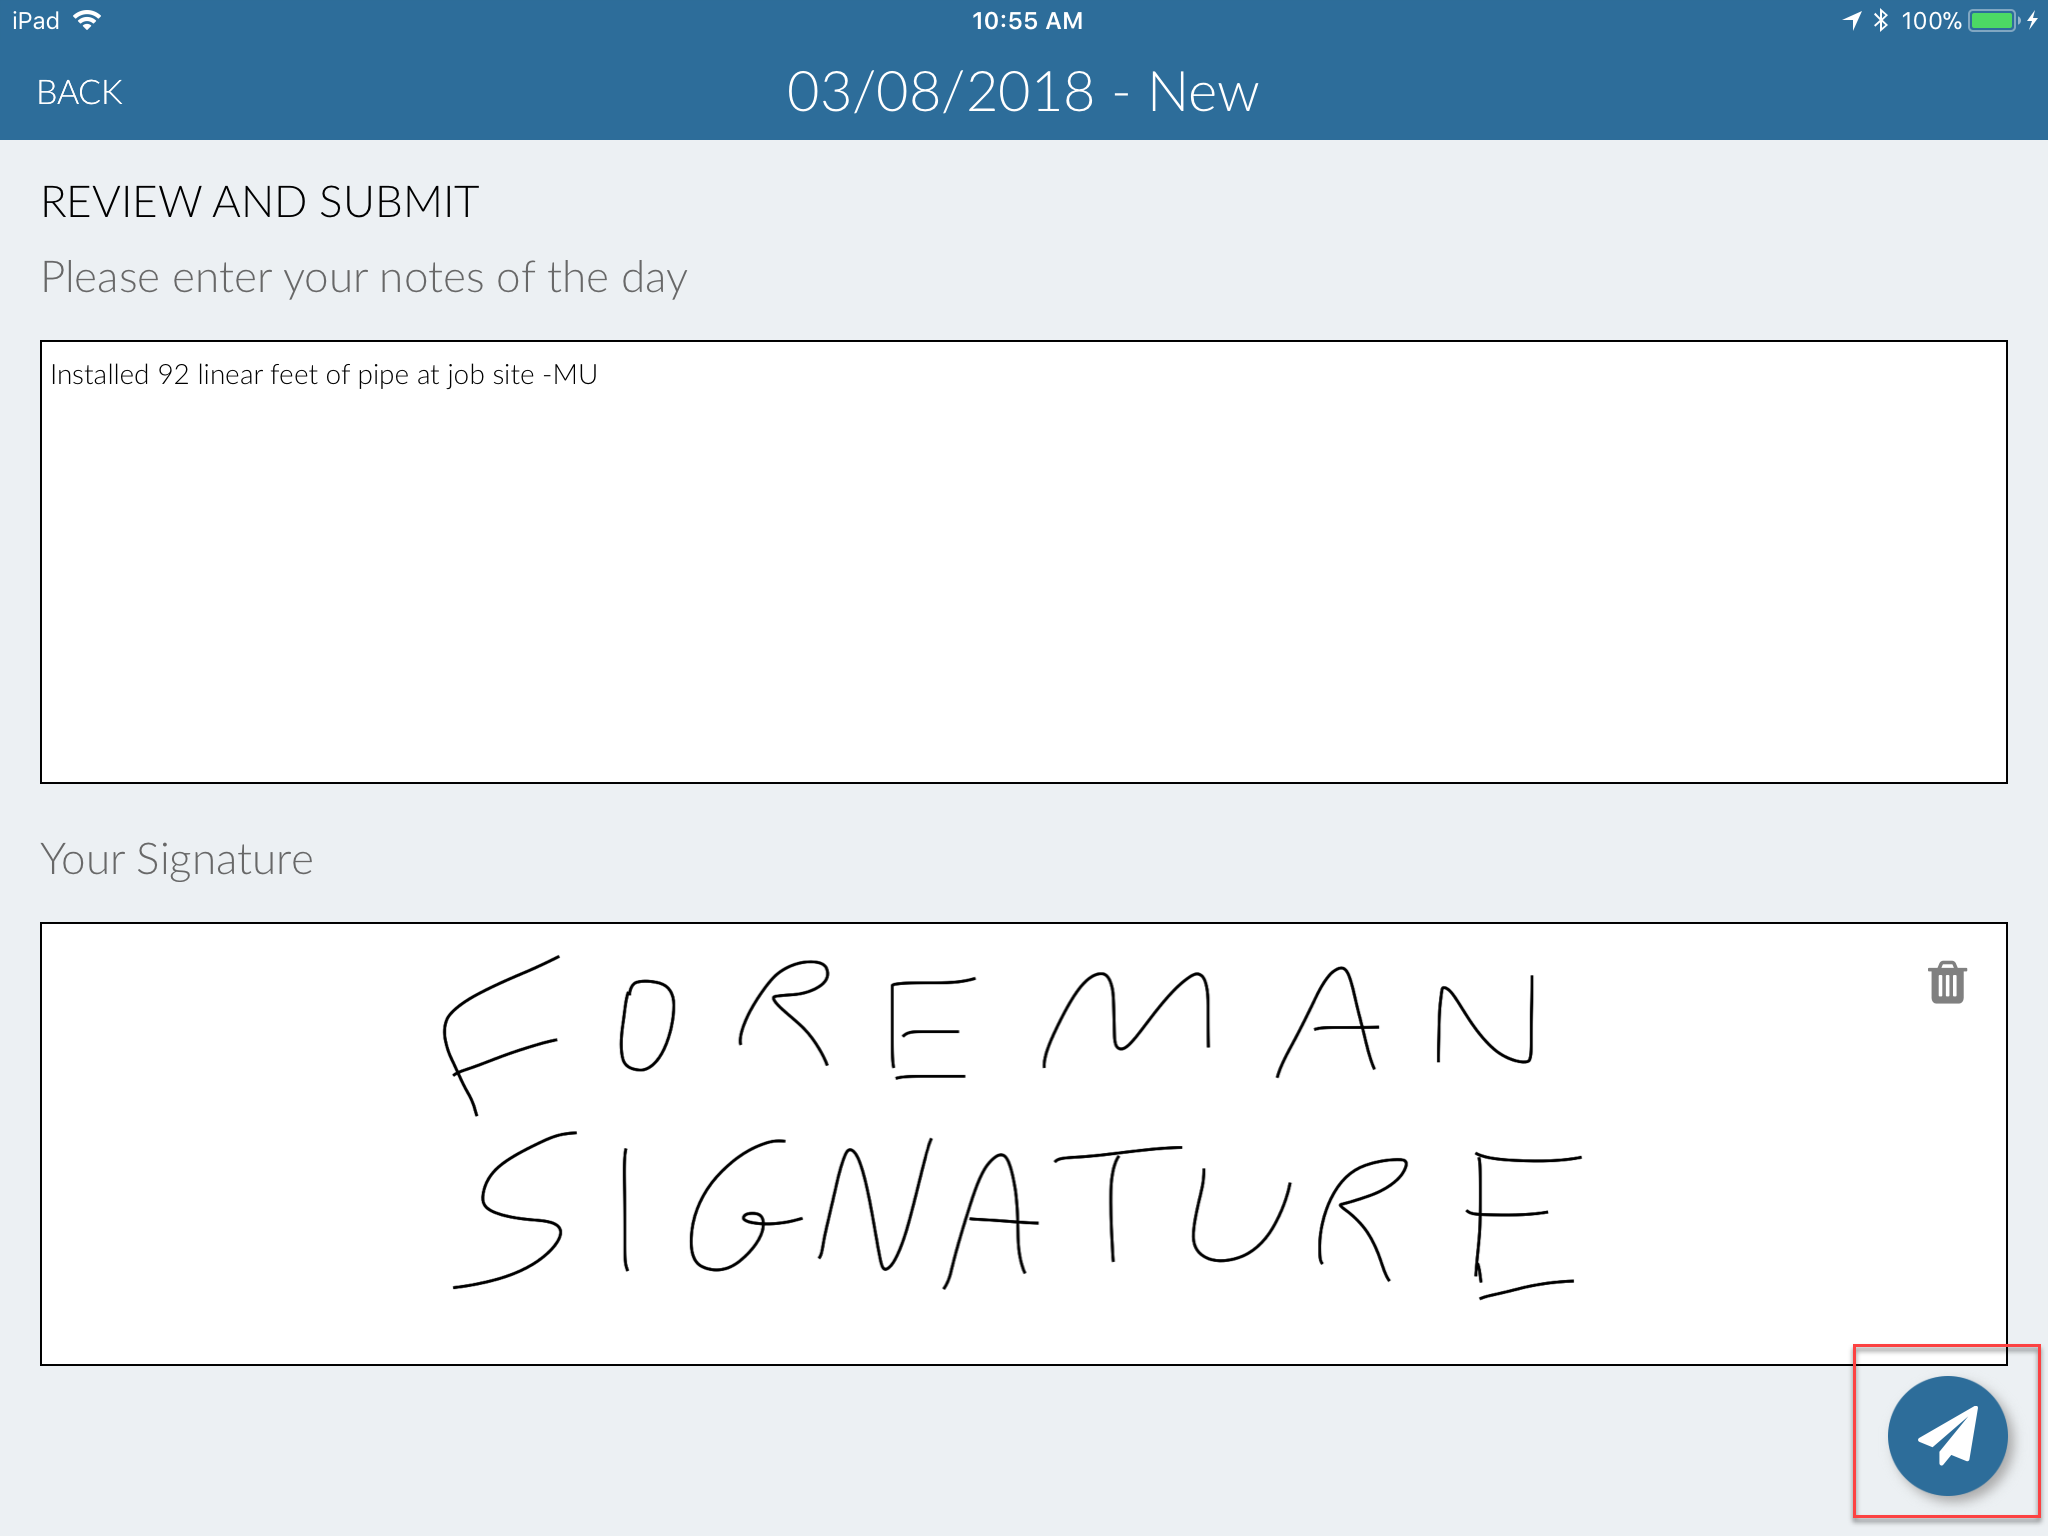 iPad 10:55 AM 100%
BACK 03/08/2018 - New
REVIEW AND SUBMIT
Please enter your notes of the day
Installed 92 linear feet of pipe at job site -MU
Your Signature
FOREMAN
SIGNATURE